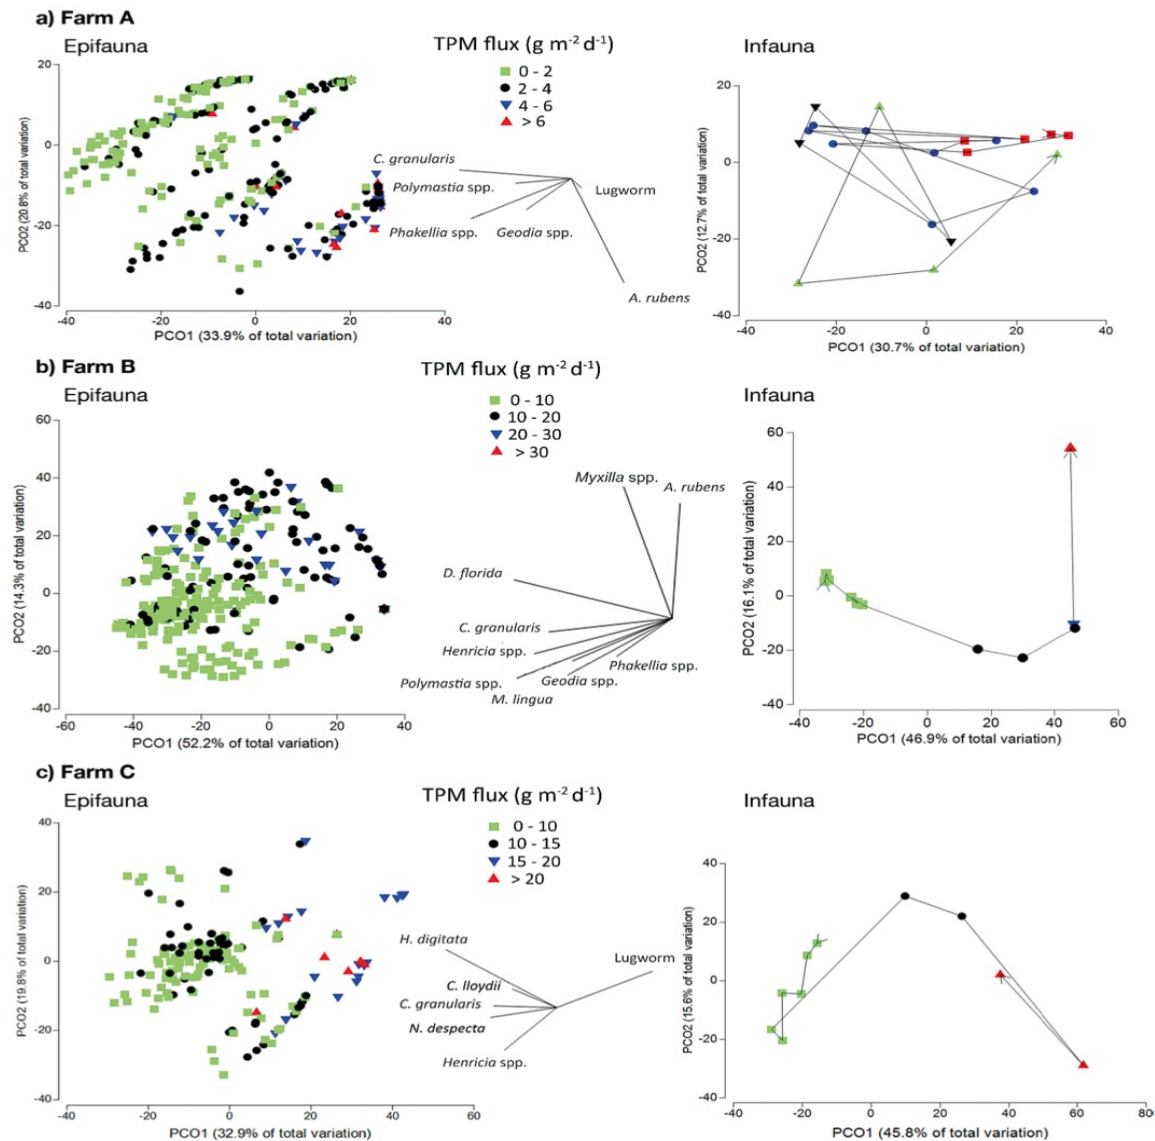 a) Farm A
Epifauna
TPM flux (g m⁻² d⁻¹)
0 - 2
2 - 4
4 - 6
> 6
Infauna
20
0
-20
-40
PCO2 (20.8% of total variation)
-40
-20
0
20
40
PCO1 (33.9% of total variation)
C. granularis
Polymastia spp.
Lugworm
Phakellia spp.
Geodia spp.
A. rubens
20
0
-20
-40
PCO2 (12.7% of total variation)
-40
-20
0
20
40
PCO1 (30.7% of total variation)
b) Farm B
Epifauna
TPM flux (g m⁻² d⁻¹)
0 - 10
10 - 20
20 - 30
> 30
Infauna
60
40
20
0
-20
-40
PCO2 (14.3% of total variation)
-60
-40
-20
0
20
40
PCO1 (52.2% of total variation)
Myxilla spp.
A. rubens
D. florida
C. granularis
Henricia spp.
Phakellia spp.
Polymastia spp.
Geodia spp.
M. lingua
60
40
20
0
-20
-40
PCO2 (16.1% of total variation)
-40
-20
0
20
40
60
PCO1 (46.9% of total variation)
c) Farm C
Epifauna
TPM flux (g m⁻² d⁻¹)
0 - 10
10 - 15
15 - 20
> 20
Infauna
40
20
0
-20
-40
PCO2 (19.8% of total variation)
-40
-20
0
20
40
60
PCO1 (32.9% of total variation)
H. digitata
Lugworm
C. lloydii
C. granularis
N. despecta
Henricia spp.
40
20
0
-20
-40
PCO2 (15.6% of total variation)
-40
-20
0
20
40
60
80
PCO1 (45.8% of total variation)